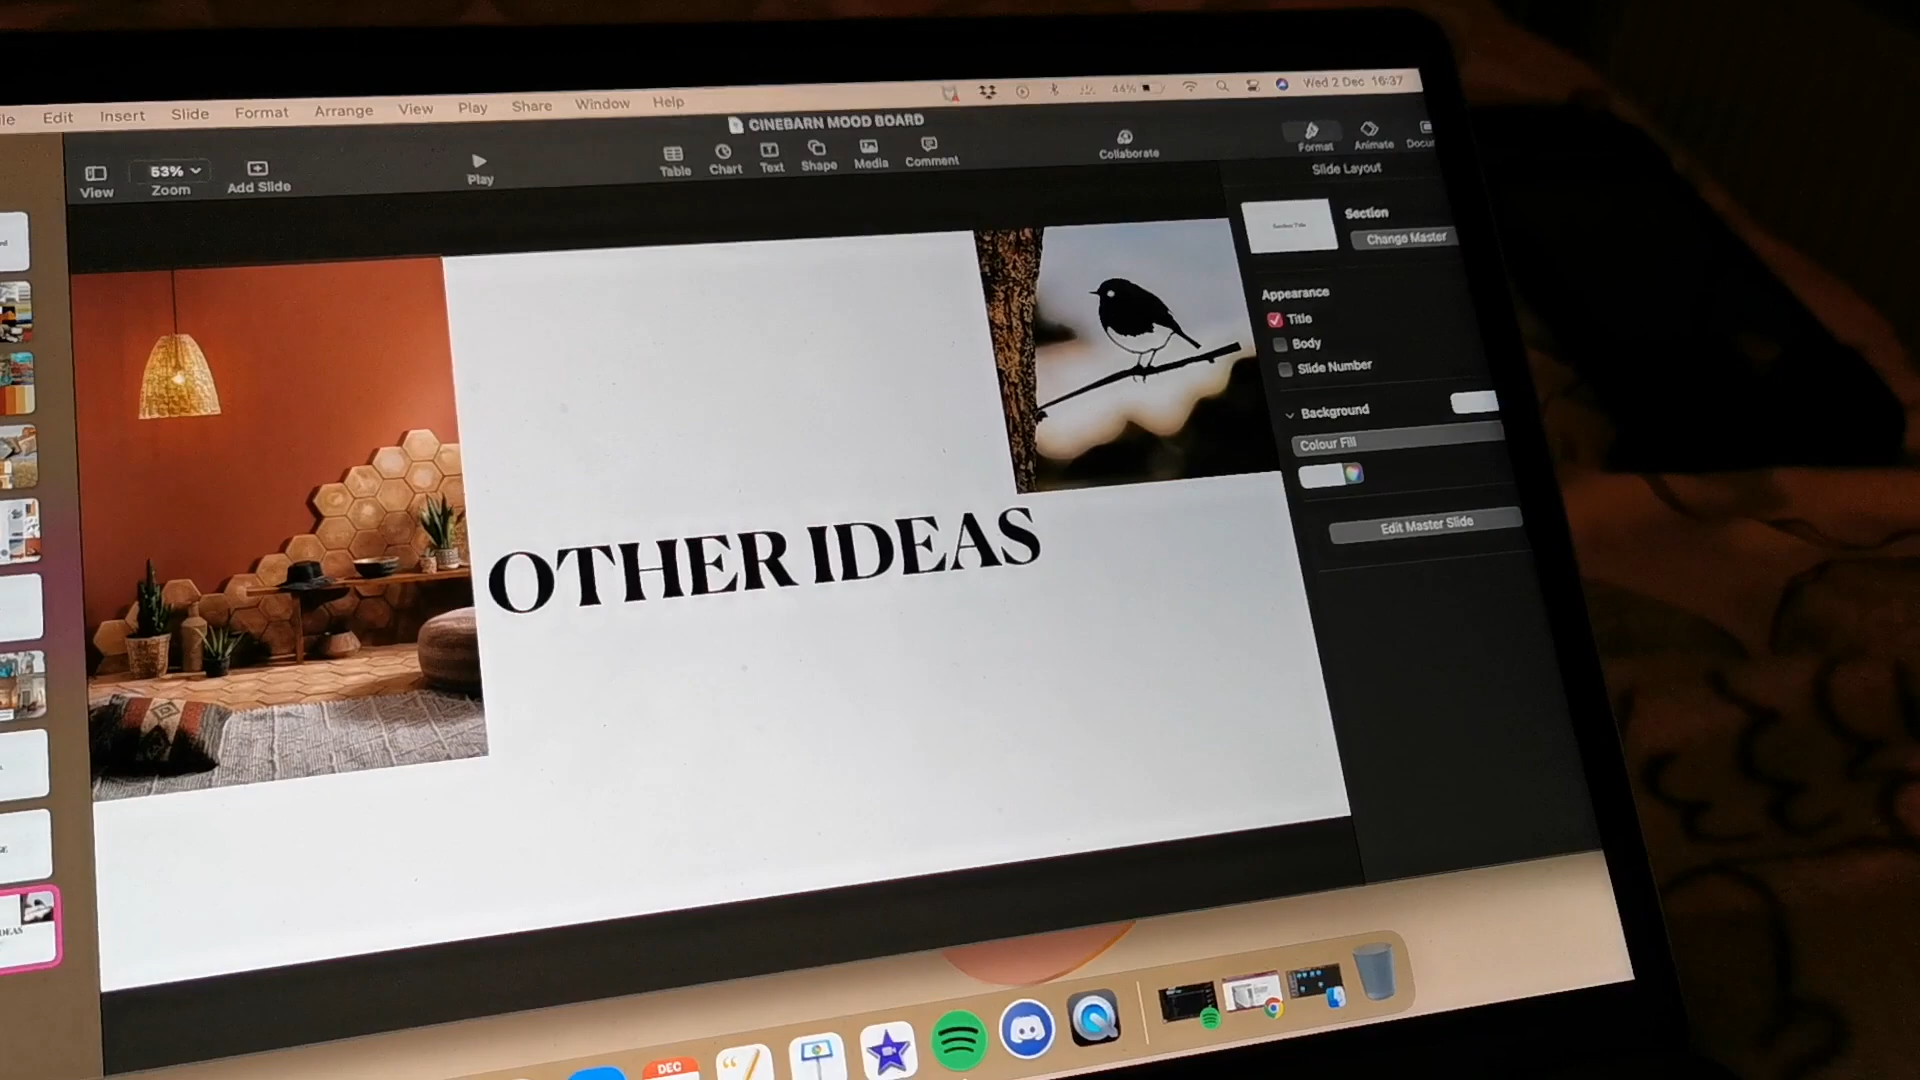 Edit Insert Slide Format Arrange View Play Share Window Help 44% Wed 2 Dec 16:37
CINEBARN MOOD BOARD
View 53% Zoom Add Slide Play Table Chart Text Shape Media Comment Collaborate Format Animate
Slide Layout
Section
Change Master
Appearance
Title
Body
Slide Number
Background
Colour Fill
Edit Master Slide
OTHER IDEAS
DEAS
DEC